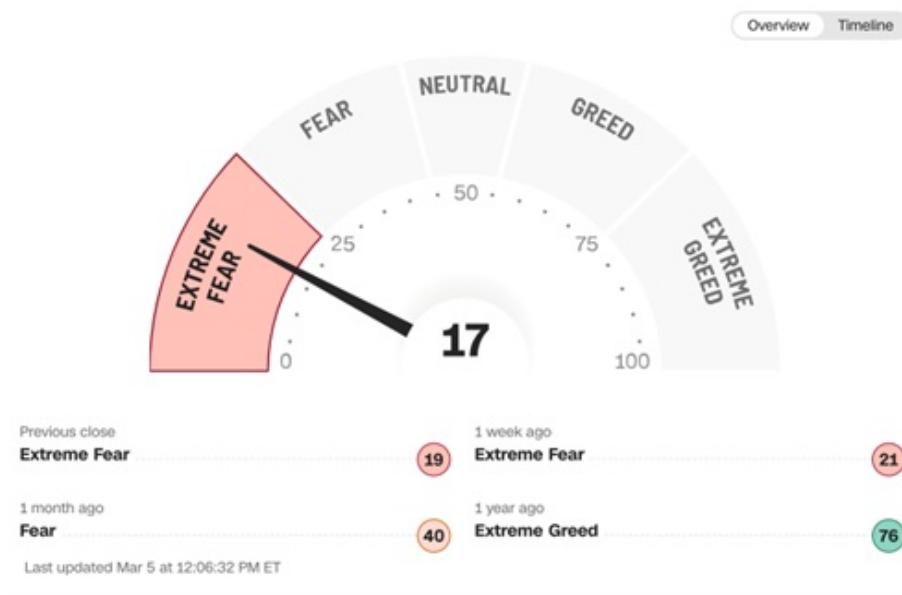 Overview Timeline
FEAR
NEUTRAL
GREED
EXTREME
FEAR
EXTREME
GREED
0
25
50
75
100
17
Previous close
Extreme Fear 19
1 week ago
Extreme Fear 21
1 month ago
Fear 40
1 year ago
Extreme Greed 76
Last updated Mar 5 at 12:06:32 PM ET